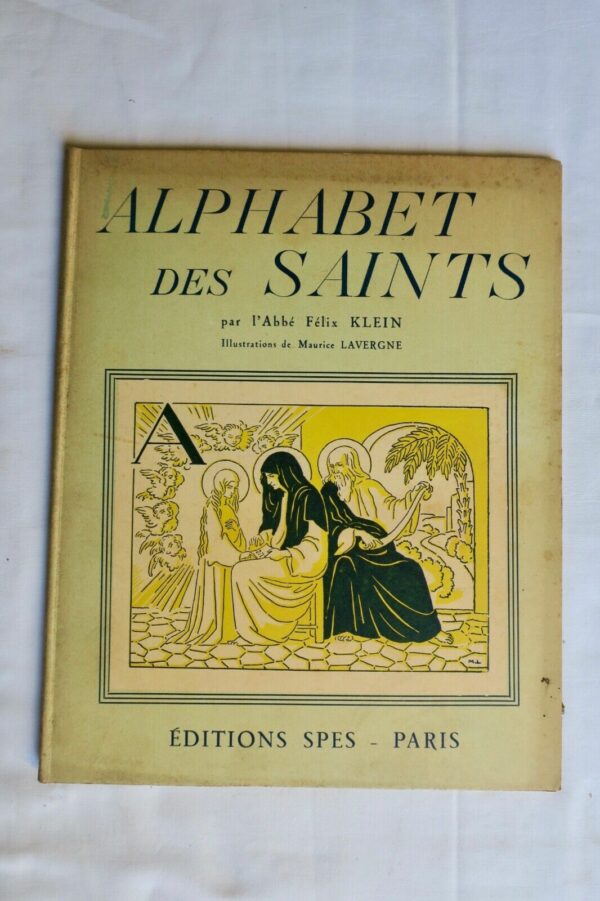 ALPHABET
DES SAINTS
par l'Abbé Félix KLEIN
Illustrations de Maurice LAVERGNE
A
M.L
ÉDITIONS SPES - PARIS